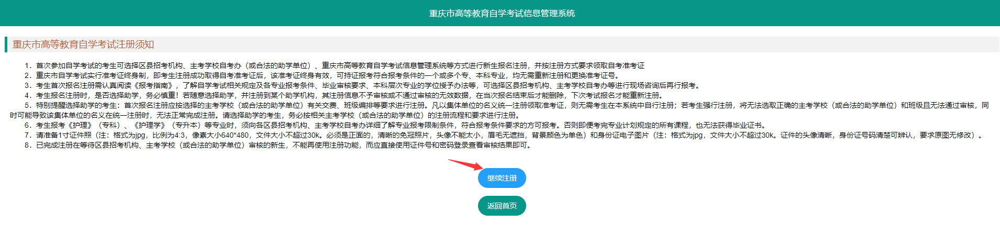 重庆市高等教育自学考试信息管理系统
重庆市高等教育自学考试注册须知
1. 首次参加自学考试的考生可选择区县招考机构、主考学校自考办（或合法的助学单位）、重庆市高等教育自学考试信息管理系统等方式进行新生报名注册，并按注册方式要求领取自考准考证
2. 重庆市自学考试实行准考证终身制，即考生注册成功取得自考准考证后，该准考证终身有效，可持证报考符合报考条件的一个或多个专、本科专业，均无需重新注册和更换准考证号。
3. 考生首次报名注册需认真阅读《报考指南》，了解自学考试相关规定及各专业报考条件、毕业审核要求、本科层次专业的学位授予办法等，可选择区县招考机构、主考学校自考办等进行现场咨询后再行报考。
4. 考生报名注册时，是否选择助学，务必慎重！若随意选择助学，并注册到某个助学机构，其注册信息不予审核或不通过审核的无效数据，在当次报名结束后才能删除，下次考试报名才能重新注册。
5. 特别提醒选择助学的考生：首次报名注册应按选择的主考学校（或合法的助学单位）有关交费、班级编排等要求进行注册。凡以集体单位的名义统一注册领取准考证，则无需考生在本系统中自行注册；若考生强行注册，将无法选取正确的主考学校（或合法的助学单位）和班级且无法通过审核，同
时可能导致该集体单位的名义在统一注册时，无法正常完成注册。请选择助学的考生，务必按相关主考学校（或合法的助学单位）的注册流程和要求进行注册。
6. 考生报考《护理》（专科）、《护理学》（专升本）等专业时，须向各区县招考机构、主考学校自考办详细了解专业报考限制条件，符合报考条件要求的方可报考。否则即便考完专业计划规定的所有课程，也无法获得毕业证书。
7. 请准备1寸证件照（注：格式为jpg，比例为4:3，像素大小640*480，文件大小不超过30k。必须是正面的，清晰的免冠照片，头像不能太小，眉毛无遮挡，背景颜色为单色）和身份证电子图片（注：格式为jpg，文件大小不超过30k。证件的头像清晰，身份证号码清楚可辨认，要求原图无修改）。
8. 已完成注册在等待区县招考机构、主考学校（或合法的助学单位）审核的新生，不能再使用注册功能，而应直接使用证件号和密码登录查看审核结果即可。
继续注册
返回首页